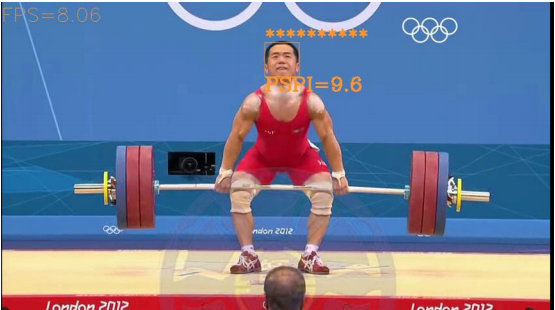 FPS=8.06
**********
PSPI=9.6
London 2012
London 2012
London 2012